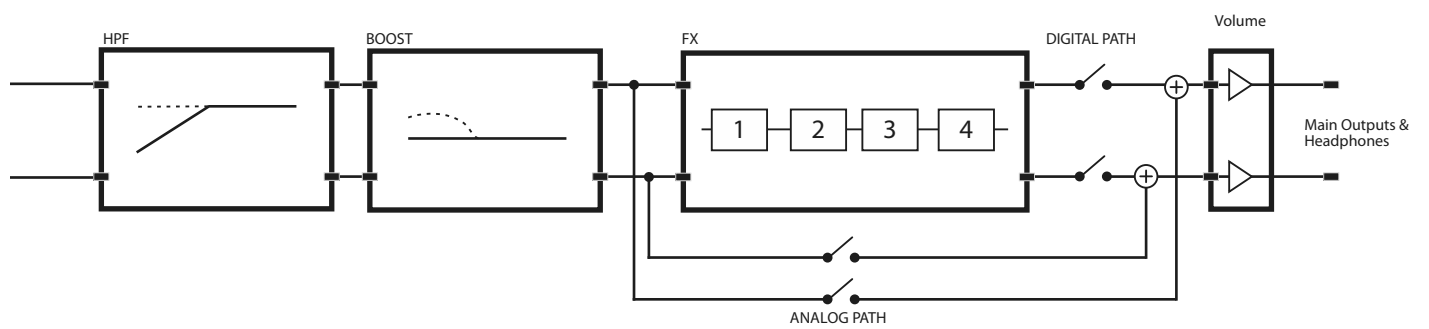 Volume
HPF
BOOST
FX
DIGITAL PATH
1
2
3
4
Main Outputs &
Headphones
ANALOG PATH